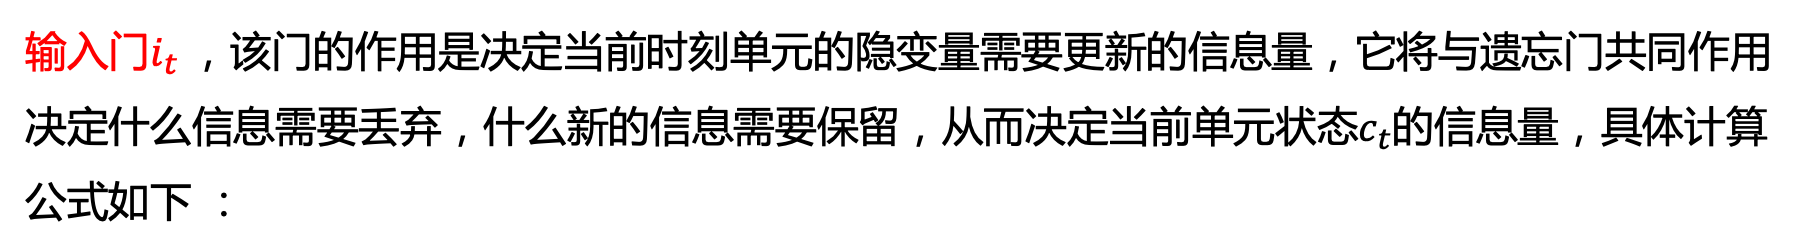 输入门iₜ ，该门的作用是决定当前时刻单元的隐变量需要更新的信息量，它将与遗忘门共同作用
决定什么信息需要丢弃，什么新的信息需要保留，从而决定当前单元状态cₜ的信息量，具体计算
公式如下 ：